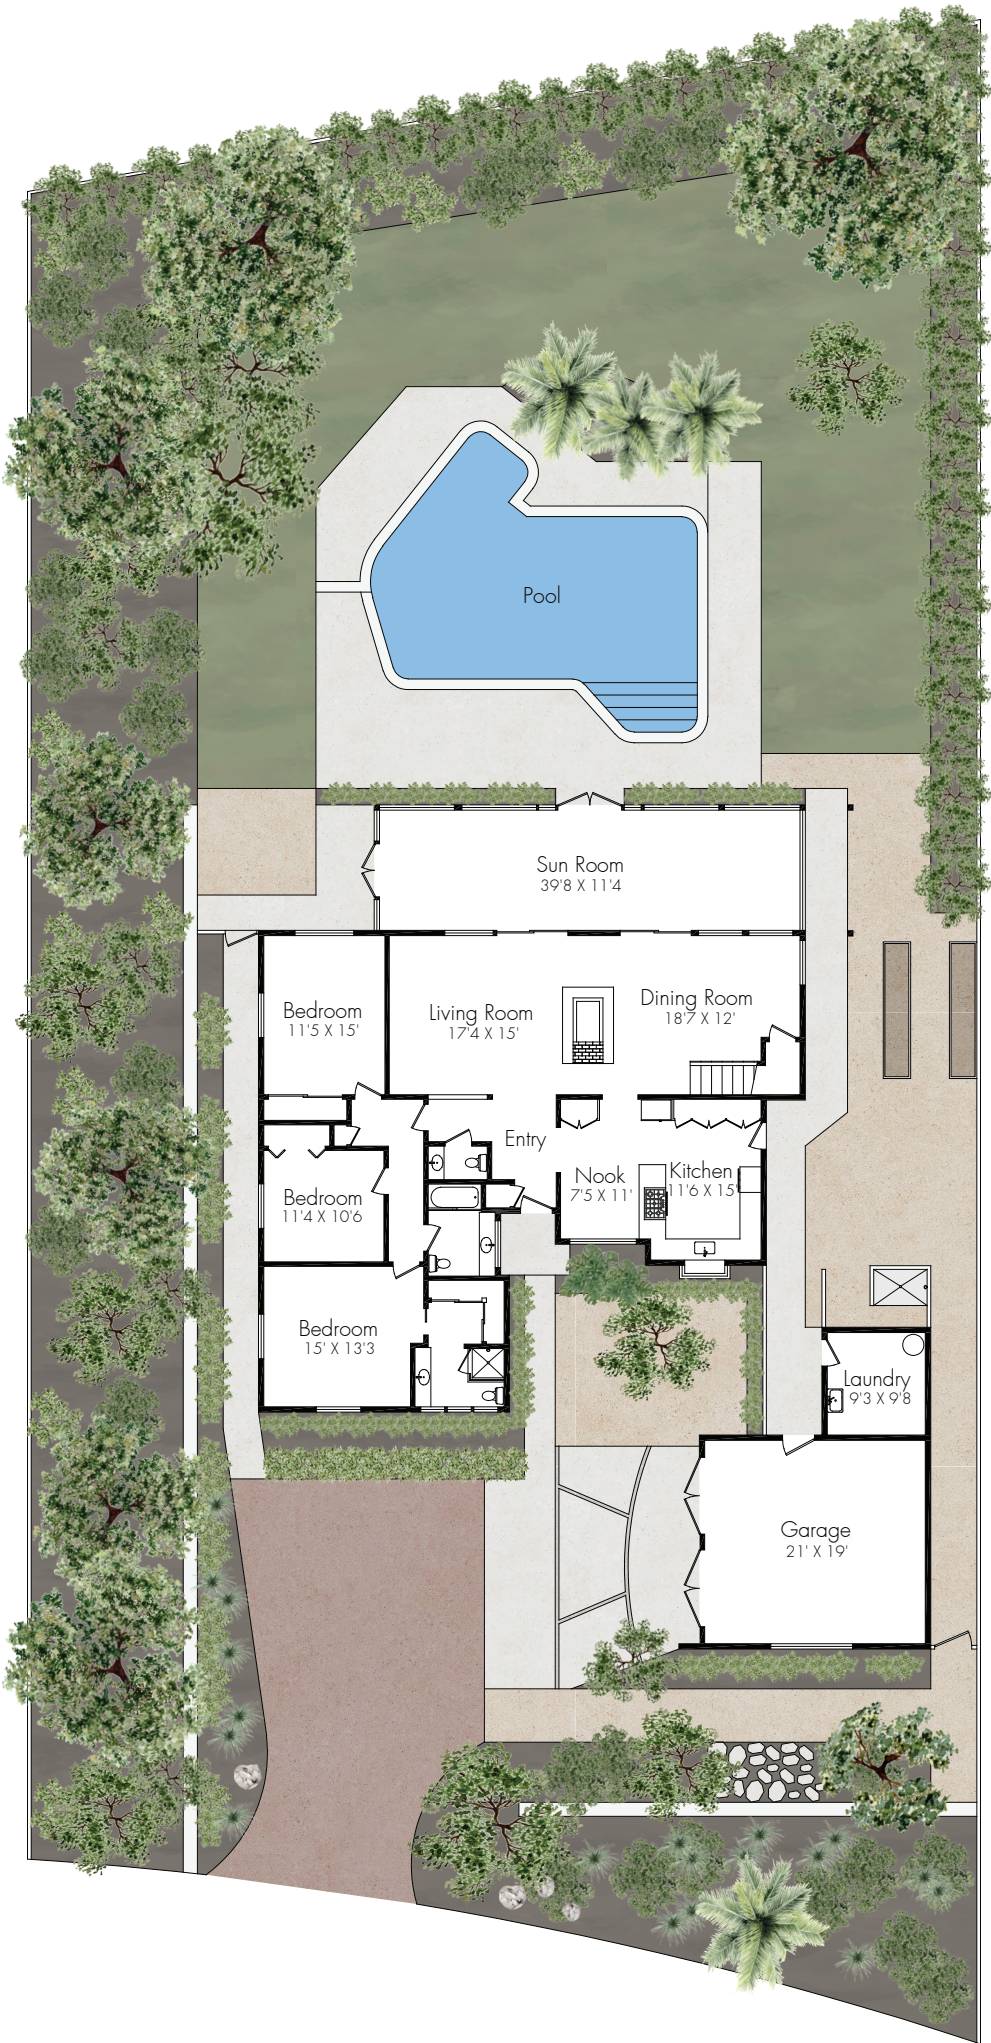 Pool
Sun Room
39'8 X 11'4
Bedroom
11'5 X 15'
Living Room
17'4 X 15'
Dining Room
18'7 X 12'
Entry
Nook
7'5 X 11'
Kitchen
11'6 X 15'
Bedroom
11'4 X 10'6
Bedroom
15' X 13'3
Laundry
9'3 X 9'8
Garage
21' X 19'